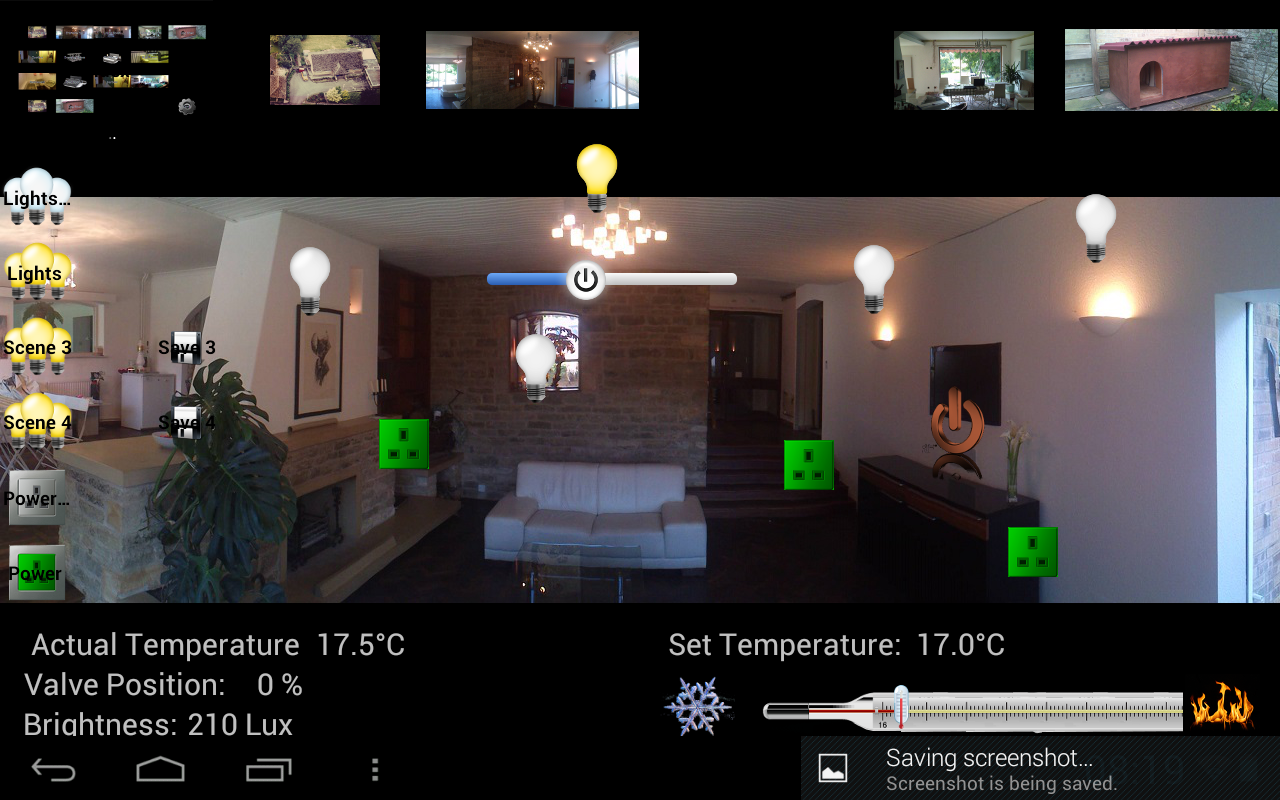 Lights…
Lights
Scene 3
Save 3
Scene 4
Save 4
Power…
Power
Actual Temperature 17.5°C
Set Temperature: 17.0°C
Valve Position: 0 %
Brightness: 210 Lux
16
Saving screenshot...
Screenshot is being saved.